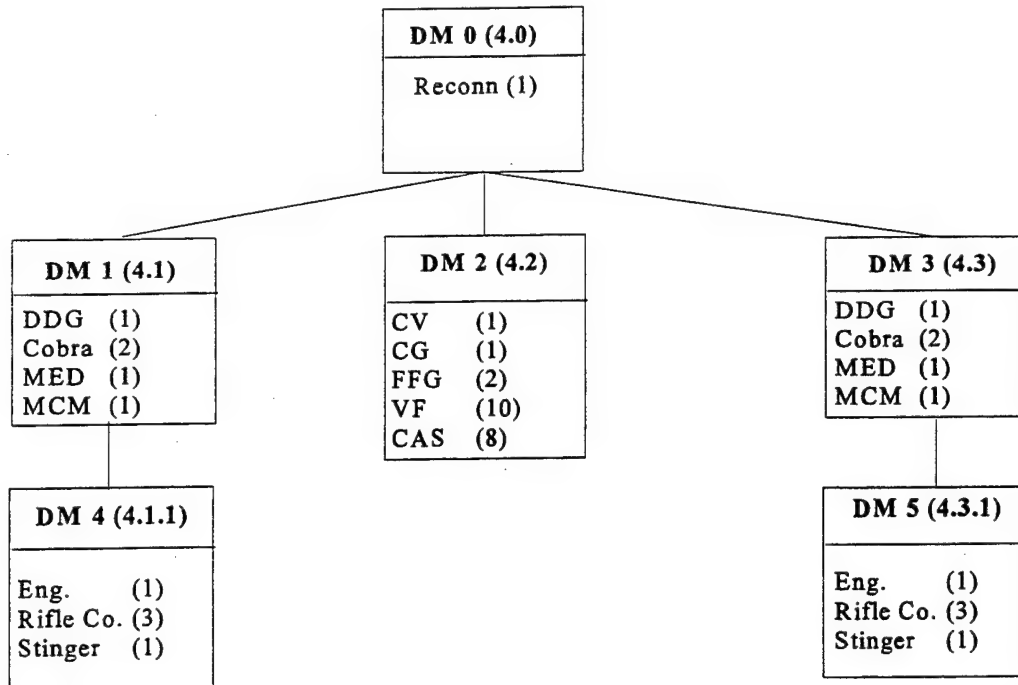 DM 0 (4.0)
Reconn (1)
DM 1 (4.1)
DDG (1)
Cobra (2)
MED (1)
MCM (1)
DM 2 (4.2)
CV (1)
CG (1)
FFG (2)
VF (10)
CAS (8)
DM 3 (4.3)
DDG (1)
Cobra (2)
MED (1)
MCM (1)
DM 4 (4.1.1)
Eng. (1)
Rifle Co. (3)
Stinger (1)
DM 5 (4.3.1)
Eng. (1)
Rifle Co. (3)
Stinger (1)